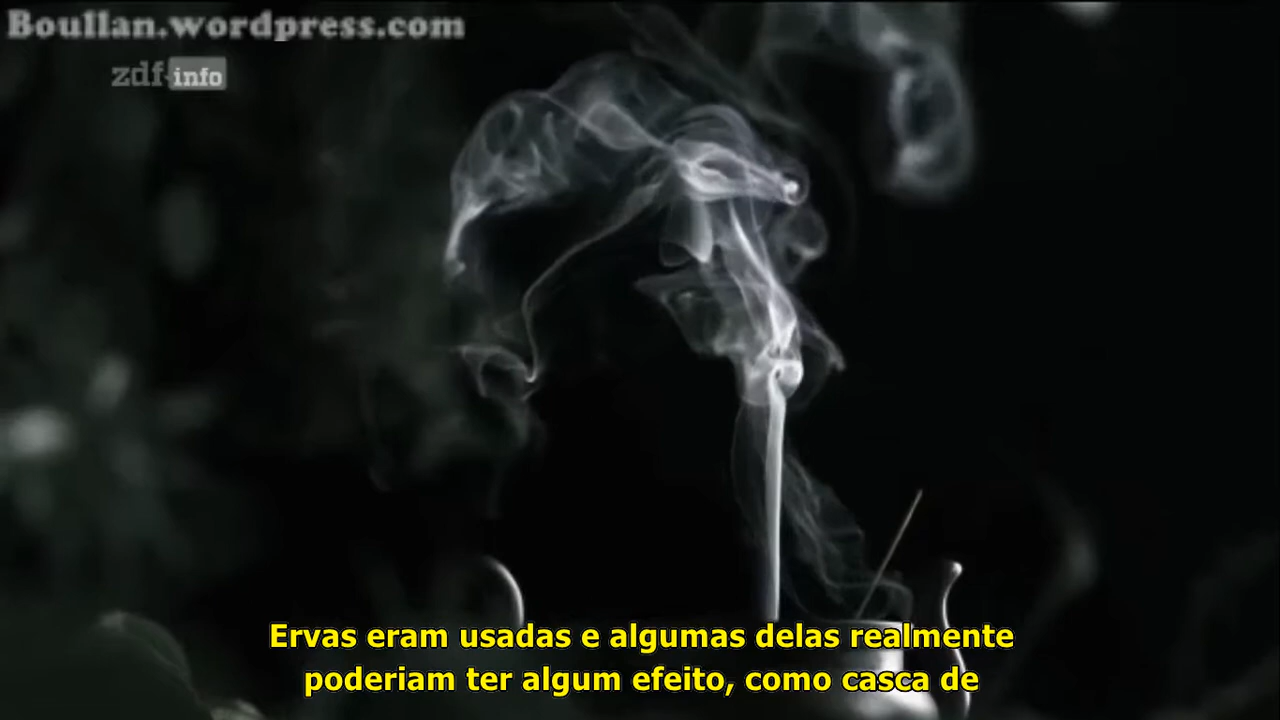 Boullan.wordpress.com
zdf info
Ervas eram usadas e algumas delas realmente
poderiam ter algum efeito, como casca de